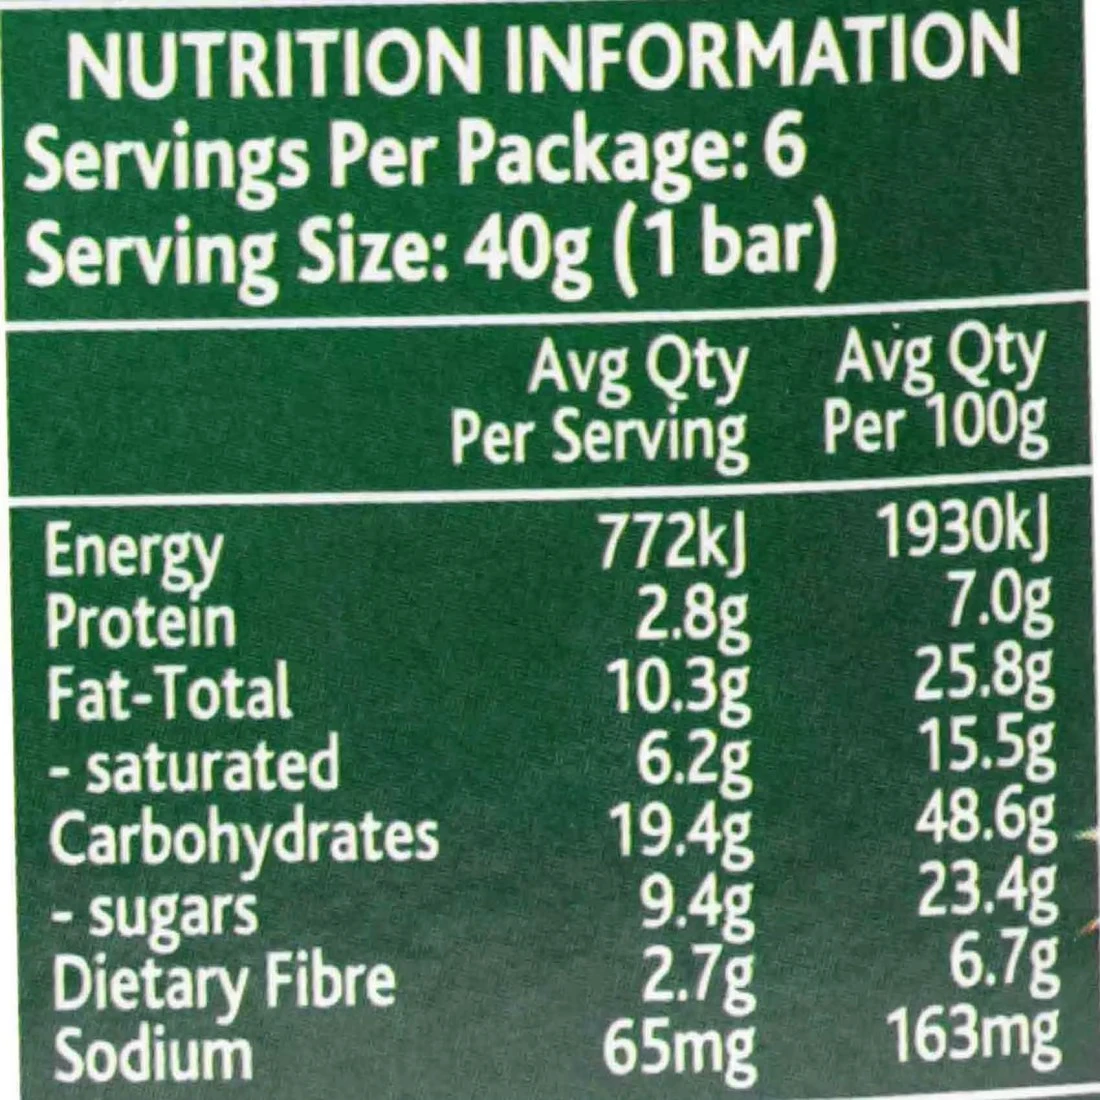 NUTRITION INFORMATION
Servings Per Package: 6
Serving Size: 40g (1 bar)
Avg Qty Avg Qty
Per Serving Per 100g
Energy 772kJ 1930kJ
Protein 2.8g 7.0g
Fat-Total 10.3g 25.8g
- saturated 6.2g 15.5g
Carbohydrates 19.4g 48.6g
- sugars 9.4g 23.4g
Dietary Fibre 2.7g 6.7g
Sodium 65mg 163mg